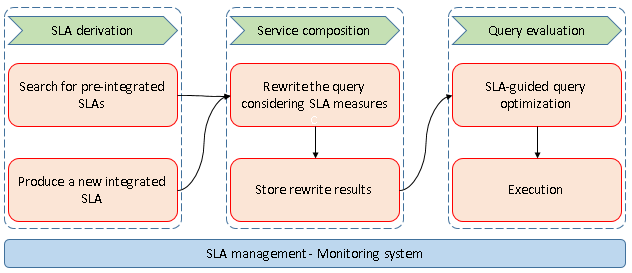 SLA derivation
Service composition
Query evaluation
Search for pre-integrated
SLAs
Rewrite the query
considering SLA measures
SLA-guided query
optimization
Produce a new integrated
SLA
Store rewrite results
Execution
SLA management - Monitoring system